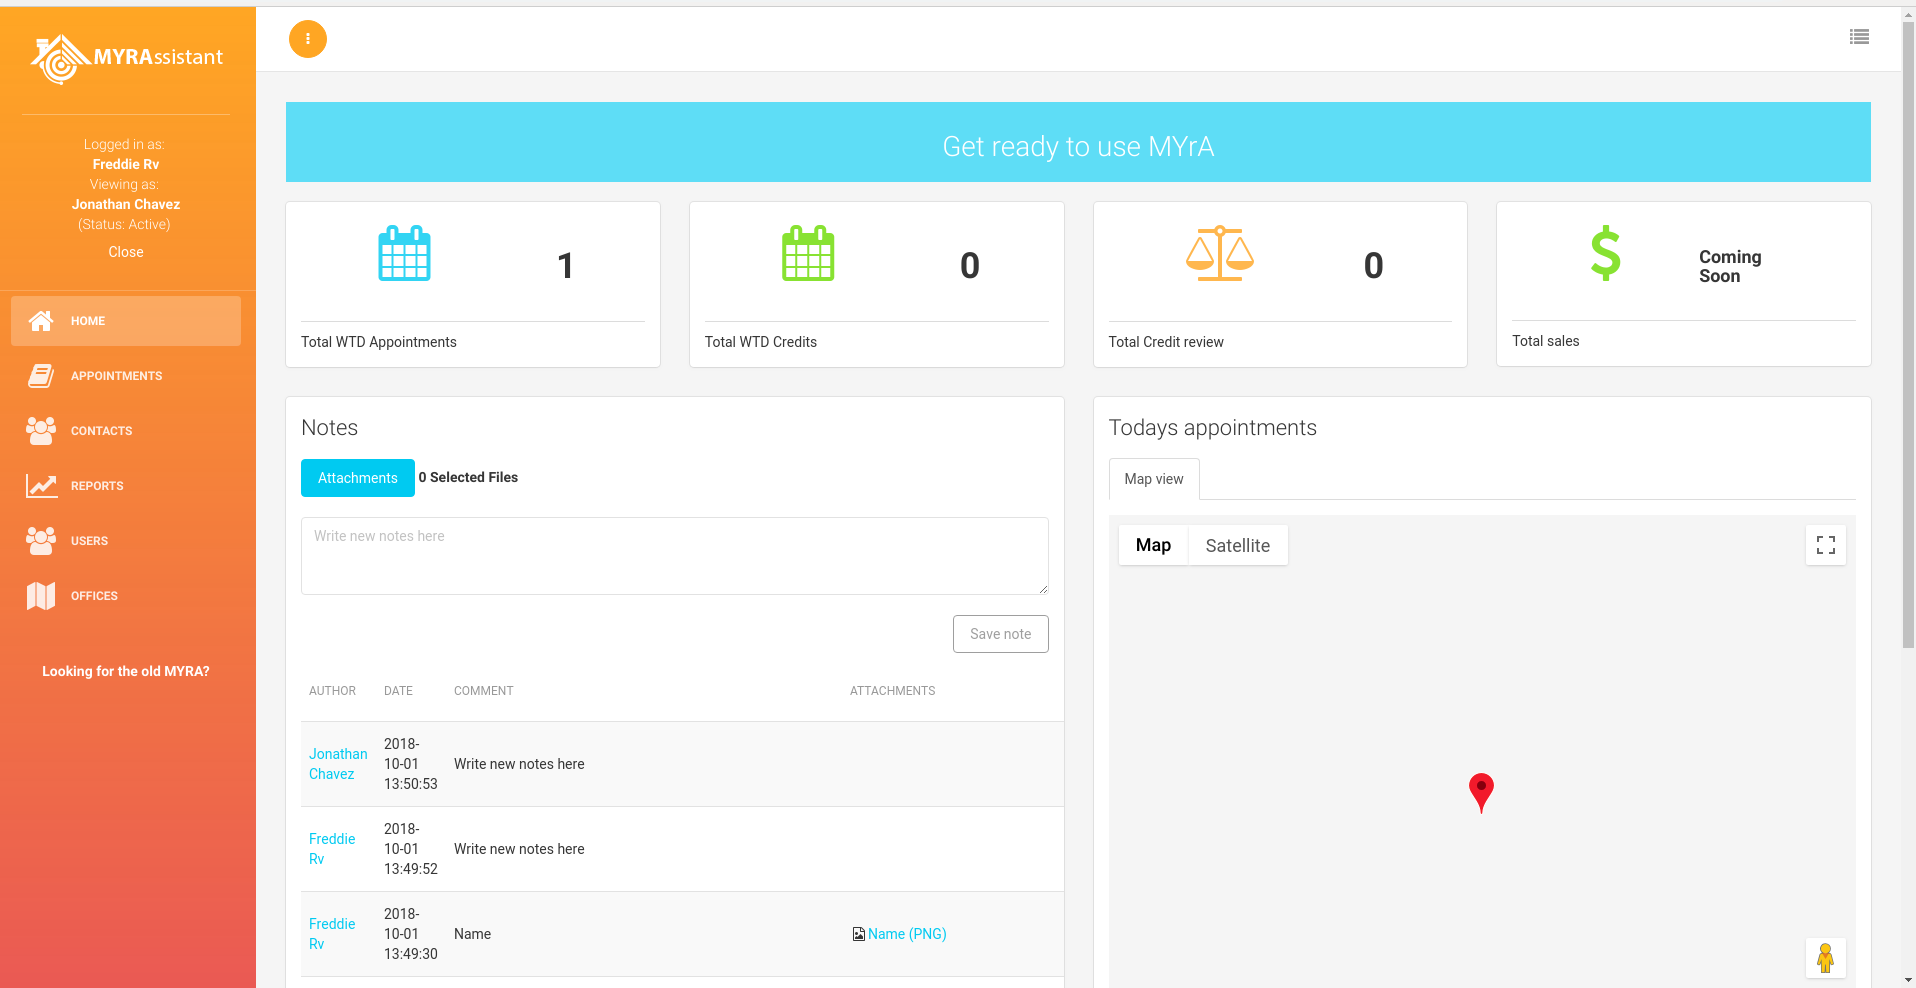 MYRAssistant
Logged in as:
Freddie Rv
Viewing as:
Jonathan Chavez
(Status: Active)
Close
HOME
APPOINTMENTS
CONTACTS
REPORTS
USERS
OFFICES
Looking for the old MYRA?
Get ready to use MYrA
1
Total WTD Appointments
0
Total WTD Credits
0
Total Credit review
Coming
Soon
Total sales
Notes
Attachments 0 Selected Files
Write new notes here
Save note
AUTHOR DATE COMMENT ATTACHMENTS
Jonathan
Chavez
2018-
10-01
13:50:53
Write new notes here
Freddie
Rv
2018-
10-01
13:49:52
Write new notes here
Freddie
Rv
2018-
10-01
13:49:30
Name
Name (PNG)
Todays appointments
Map view
Map Satellite